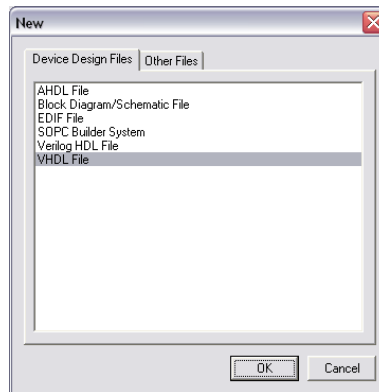 New
Device Design Files Other Files
AHDL File
Block Diagram/Schematic File
EDIF File
SOPC Builder System
Verilog HDL File
VHDL File
OK Cancel